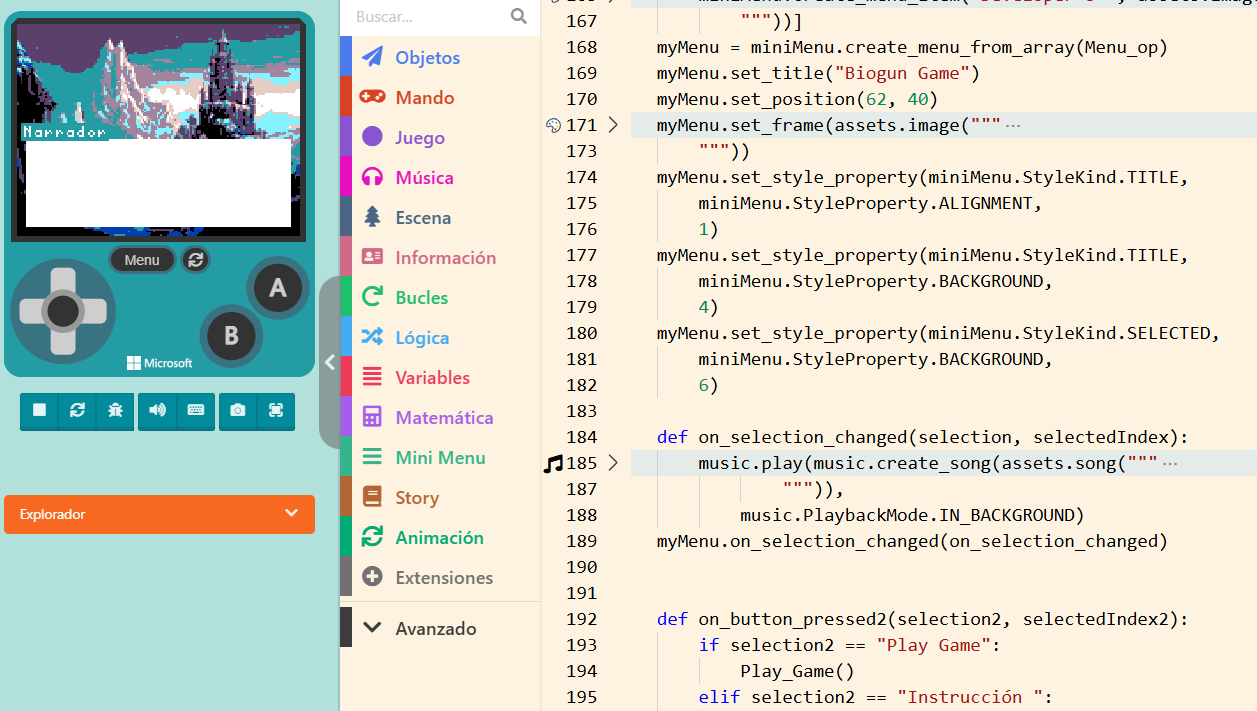 Narrador
Menu
A
B
Microsoft
Explorador
Buscar...
Objetos
Mando
Juego
Música
Escena
Información
Bucles
Lógica
Variables
Matemática
Mini Menu
Story
Animación
Extensiones
Avanzado
167 """))]
168 myMenu = miniMenu.create_menu_from_array(Menu_op)
169 myMenu.set_title("Biogun Game")
170 myMenu.set_position(62, 40)
171 myMenu.set_frame(assets.image("""...
173 """))
174 myMenu.set_style_property(miniMenu.StyleKind.TITLE,
175 miniMenu.StyleProperty.ALIGNMENT,
176 1)
177 myMenu.set_style_property(miniMenu.StyleKind.TITLE,
178 miniMenu.StyleProperty.BACKGROUND,
179 4)
180 myMenu.set_style_property(miniMenu.StyleKind.SELECTED,
181 miniMenu.StyleProperty.BACKGROUND,
182 6)
183
184 def on_selection_changed(selection, selectedIndex):
185 music.play(music.create_song(assets.song("""...
187 """)),
188 music.PlaybackMode.IN_BACKGROUND)
189 myMenu.on_selection_changed(on_selection_changed)
190
191
192 def on_button_pressed2(selection2, selectedIndex2):
193 if selection2 == "Play Game":
194 Play_Game()
195 elif selection2 == "Instrucción ":